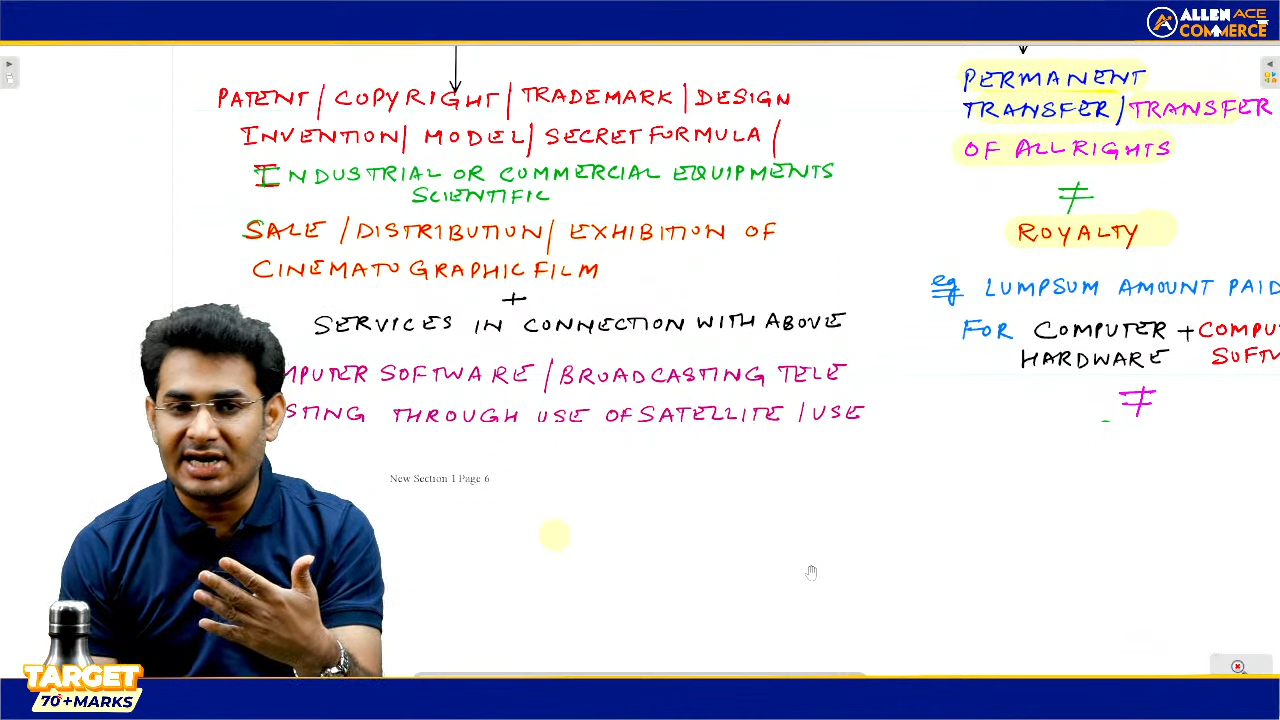 ALLEN ACE
COMMERCE
PATENT / COPYRIGHT / TRADEMARK / DESIGN
INVENTION / MODEL / SECRET FORMULA /
INDUSTRIAL OR COMMERCIAL EQUIPMENTS
SCIENTIFIC
SALE / DISTRIBUTION / EXHIBITION OF
CINEMATOGRAPHIC FILM
+
SERVICES IN CONNECTION WITH ABOVE
MPUTER SOFTWARE / BROADCASTING TELE
STING THROUGH USE OF SATELLITE / USE
New Section 1 Page 6
PERMANENT
TRANSFER / TRANSFER
OF ALL RIGHTS
≠
ROYALTY
eg LUMPSUM AMOUNT PAID
FOR COMPUTER + COMPU
HARDWARE SOFTW
≠
TARGET
70+MARKS